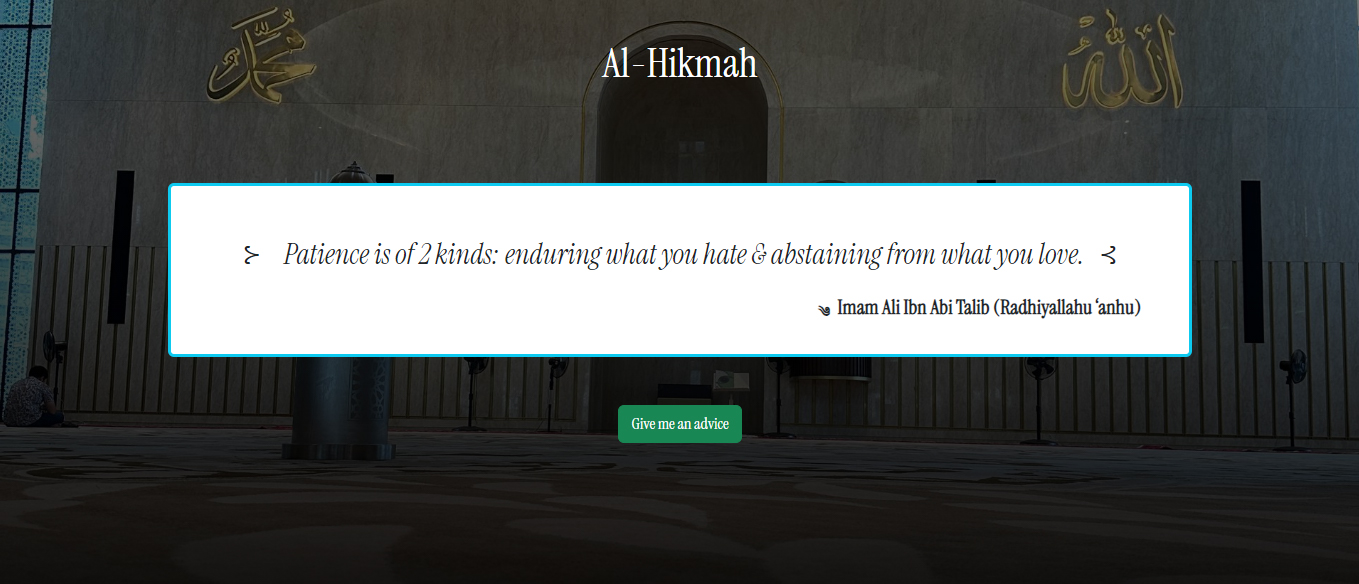 محمد
Al-Hikmah
الله
⊱ Patience is of 2 kinds: enduring what you hate & abstaining from what you love. ⊰
༄ Imam Ali Ibn Abi Talib (Radhiyallahu ‘anhu)
Give me an advice